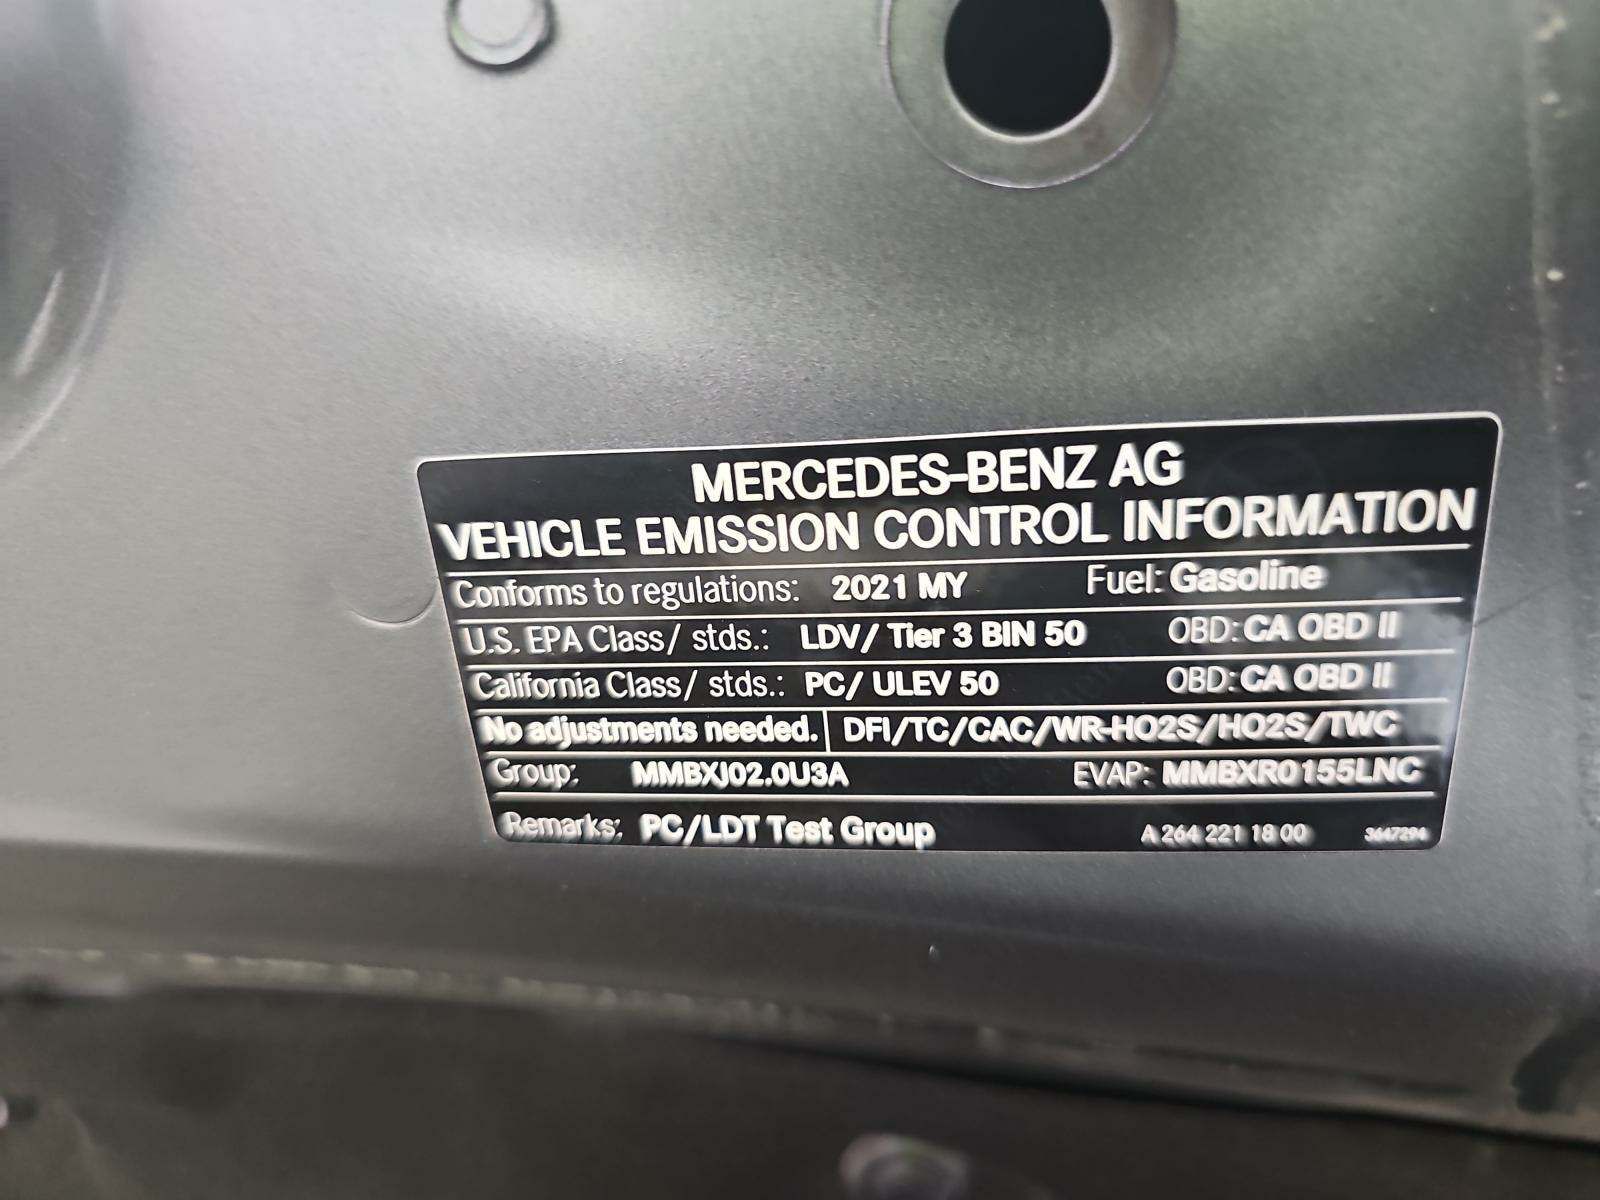 MERCEDES-BENZ AG
VEHICLE EMISSION CONTROL INFORMATION
Conforms to regulations: 2021 MY Fuel: Gasoline
U.S. EPA Class/ stds.: LDV/ Tier 3 BIN 50 OBD: CA OBD II
California Class/ stds.: PC/ ULEV 50 OBD: CA OBD II
No adjustments needed. DFI/TC/CAC/WR-HO2S/HO2S/TWC
Group: MMBXJ02.0U3A EVAP: MMBXR0155LNC
Remarks: PC/LDT Test Group A 264 221 18 00 3647294